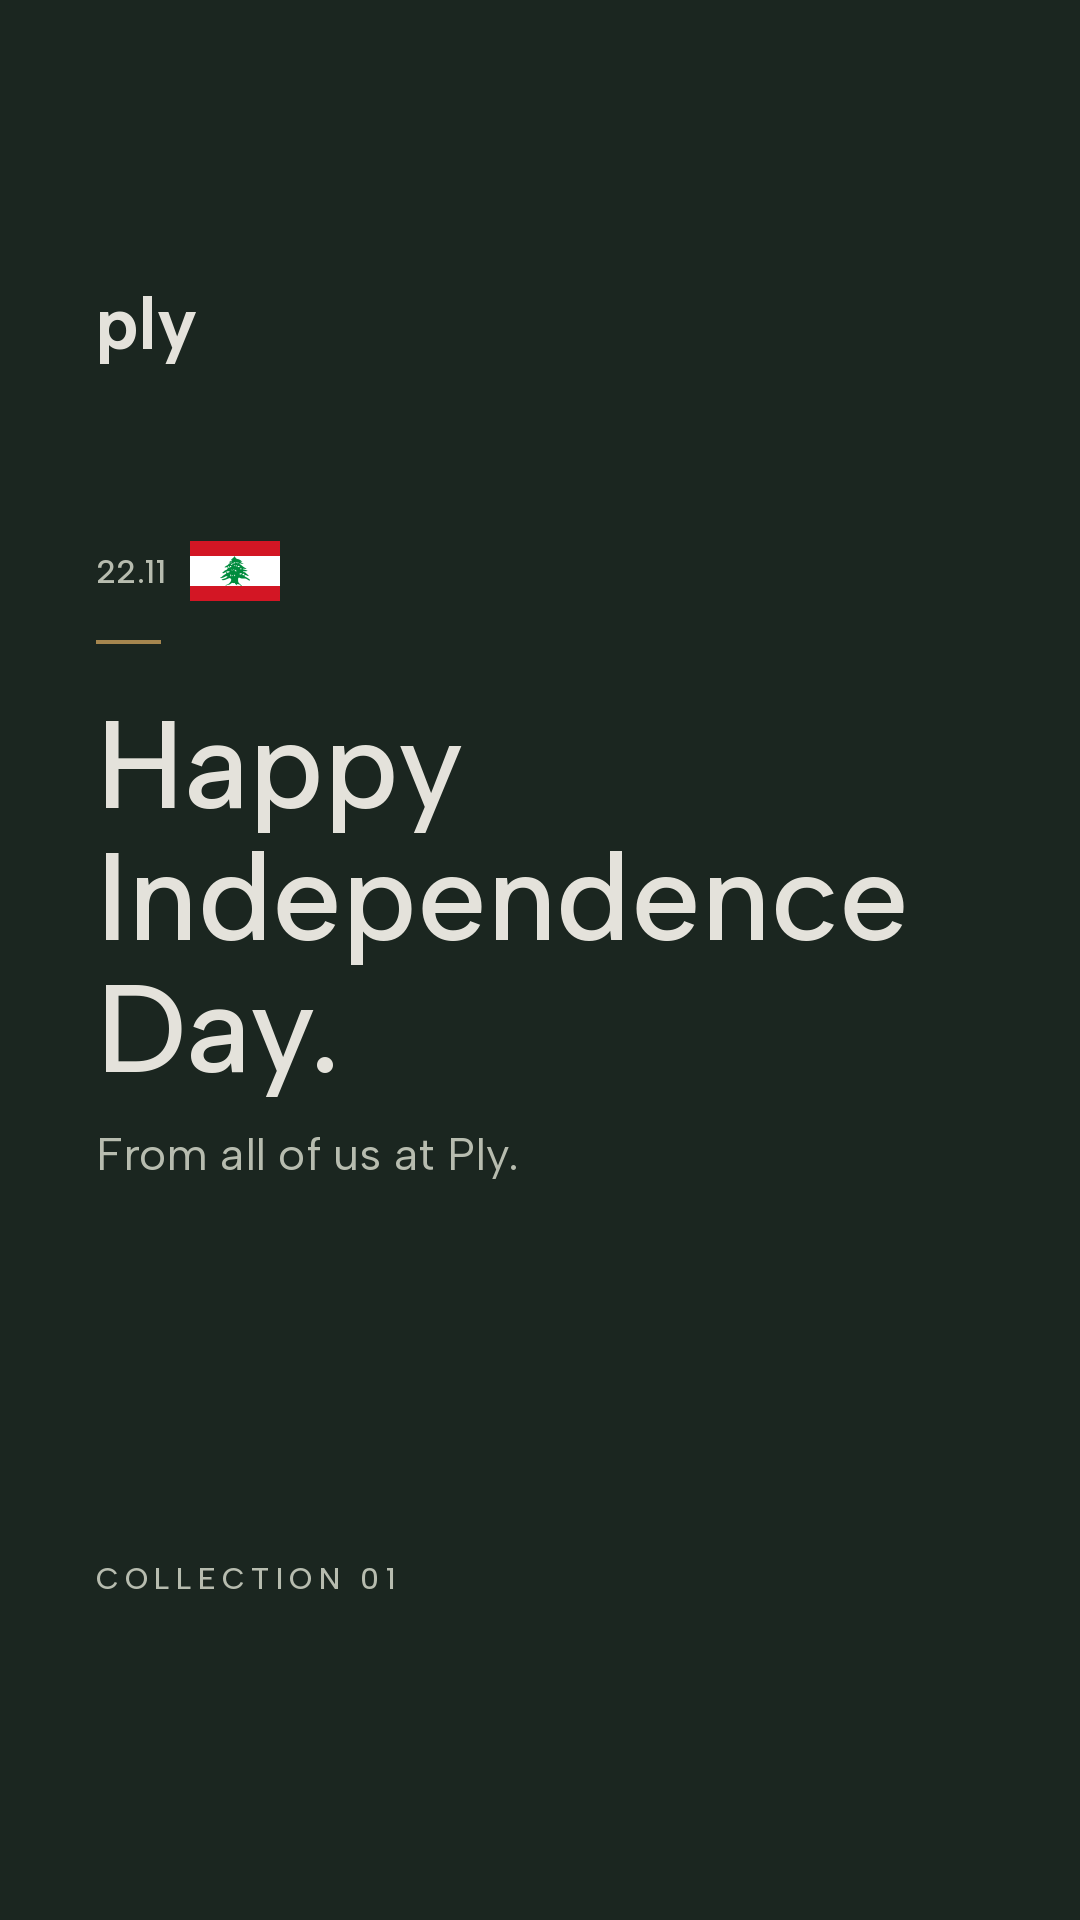 ply
22.11
Happy
Independence
Day.
From all of us at Ply.
COLLECTION 01